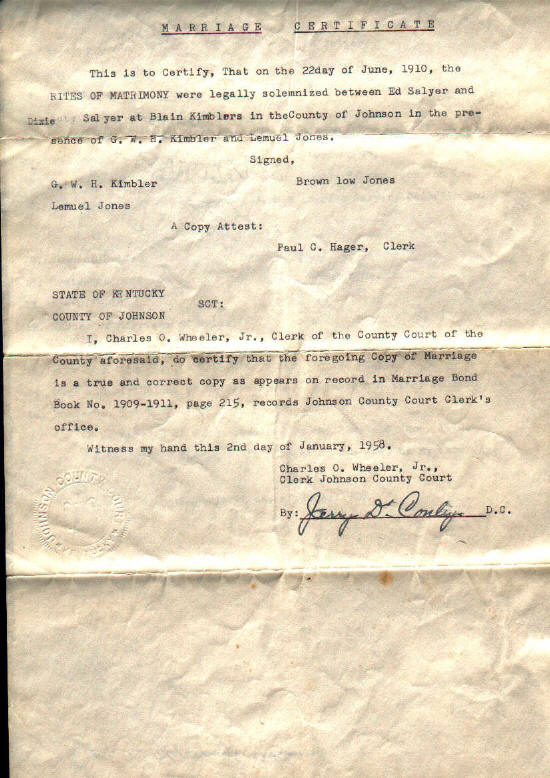 MARRIAGE CERTIFICATE
This is to Certify, That on the 22day of June, 1910, the
RITES OF MATRIMONY were legally solemnized between Ed Salyer and
Dixie Salyer at Blain Kimblers in theCounty of Johnson in the pre-
sence of G. W. H. Kimbler and Lemuel Jones.
Signed,
G. W. H. Kimbler Brown low Jones
Lemuel Jones
A Copy Attest:
Paul C. Hager, Clerk
STATE OF KENTUCKY
SCT:
COUNTY OF JOHNSON
I, Charles O. Wheeler, Jr., Clerk of the County Court of the
County aforesaid, do certify that the foregoing Copy of Marriage
is a true and correct copy as appears on record in Marriage Bond
Book No. 1909-1911, page 215, records Johnson County Court Clerk's
office.
Witness my hand this 2nd day of January, 1958.
Charles O. Wheeler, Jr.,
Clerk Johnson County Court
By: Jerry D. D.C.
JOHNSON COUNTY COURT